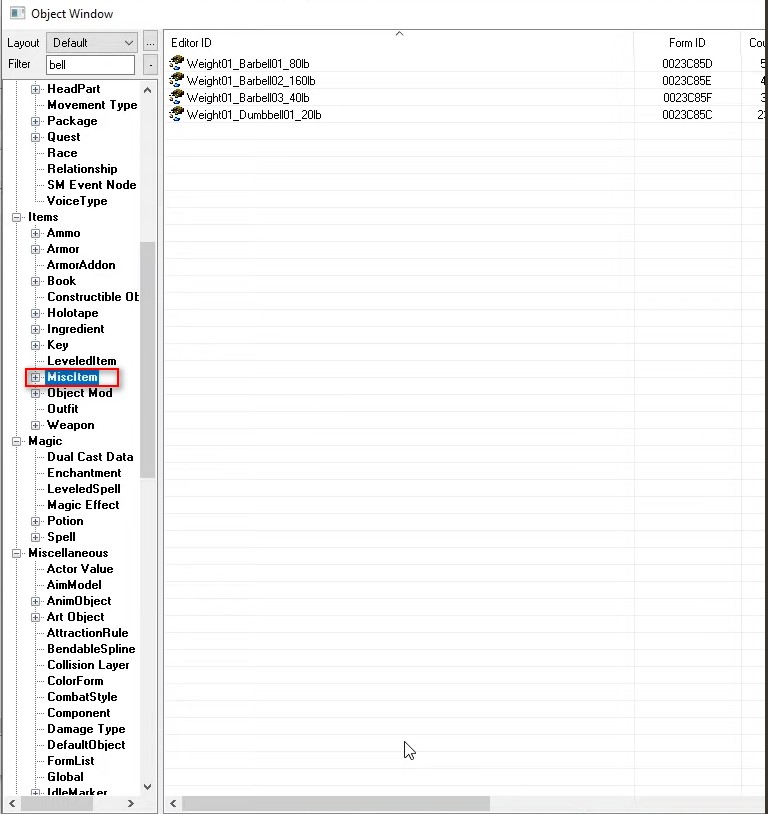 Object Window
Layout Default ...
Filter bell -
Editor ID Form ID Cou
Weight01_Barbell01_80lb 0023C85D 5
Weight01_Barbell02_160lb 0023C85E 4
Weight01_Barbell03_40lb 0023C85F 3
Weight01_Dumbbell01_20lb 0023C85C 2
HeadPart
Movement Type
Package
Quest
Race
Relationship
SM Event Node
VoiceType
Items
Ammo
Armor
ArmorAddon
Book
Constructible Ob
Holotape
Ingredient
Key
LeveledItem
MiscItem
Object Mod
Outfit
Weapon
Magic
Dual Cast Data
Enchantment
LeveledSpell
Magic Effect
Potion
Spell
Miscellaneous
Actor Value
AimModel
AnimObject
Art Object
AttractionRule
BendableSpline
Collision Layer
ColorForm
CombatStyle
Component
Damage Type
DefaultObject
FormList
Global
IdleMarker